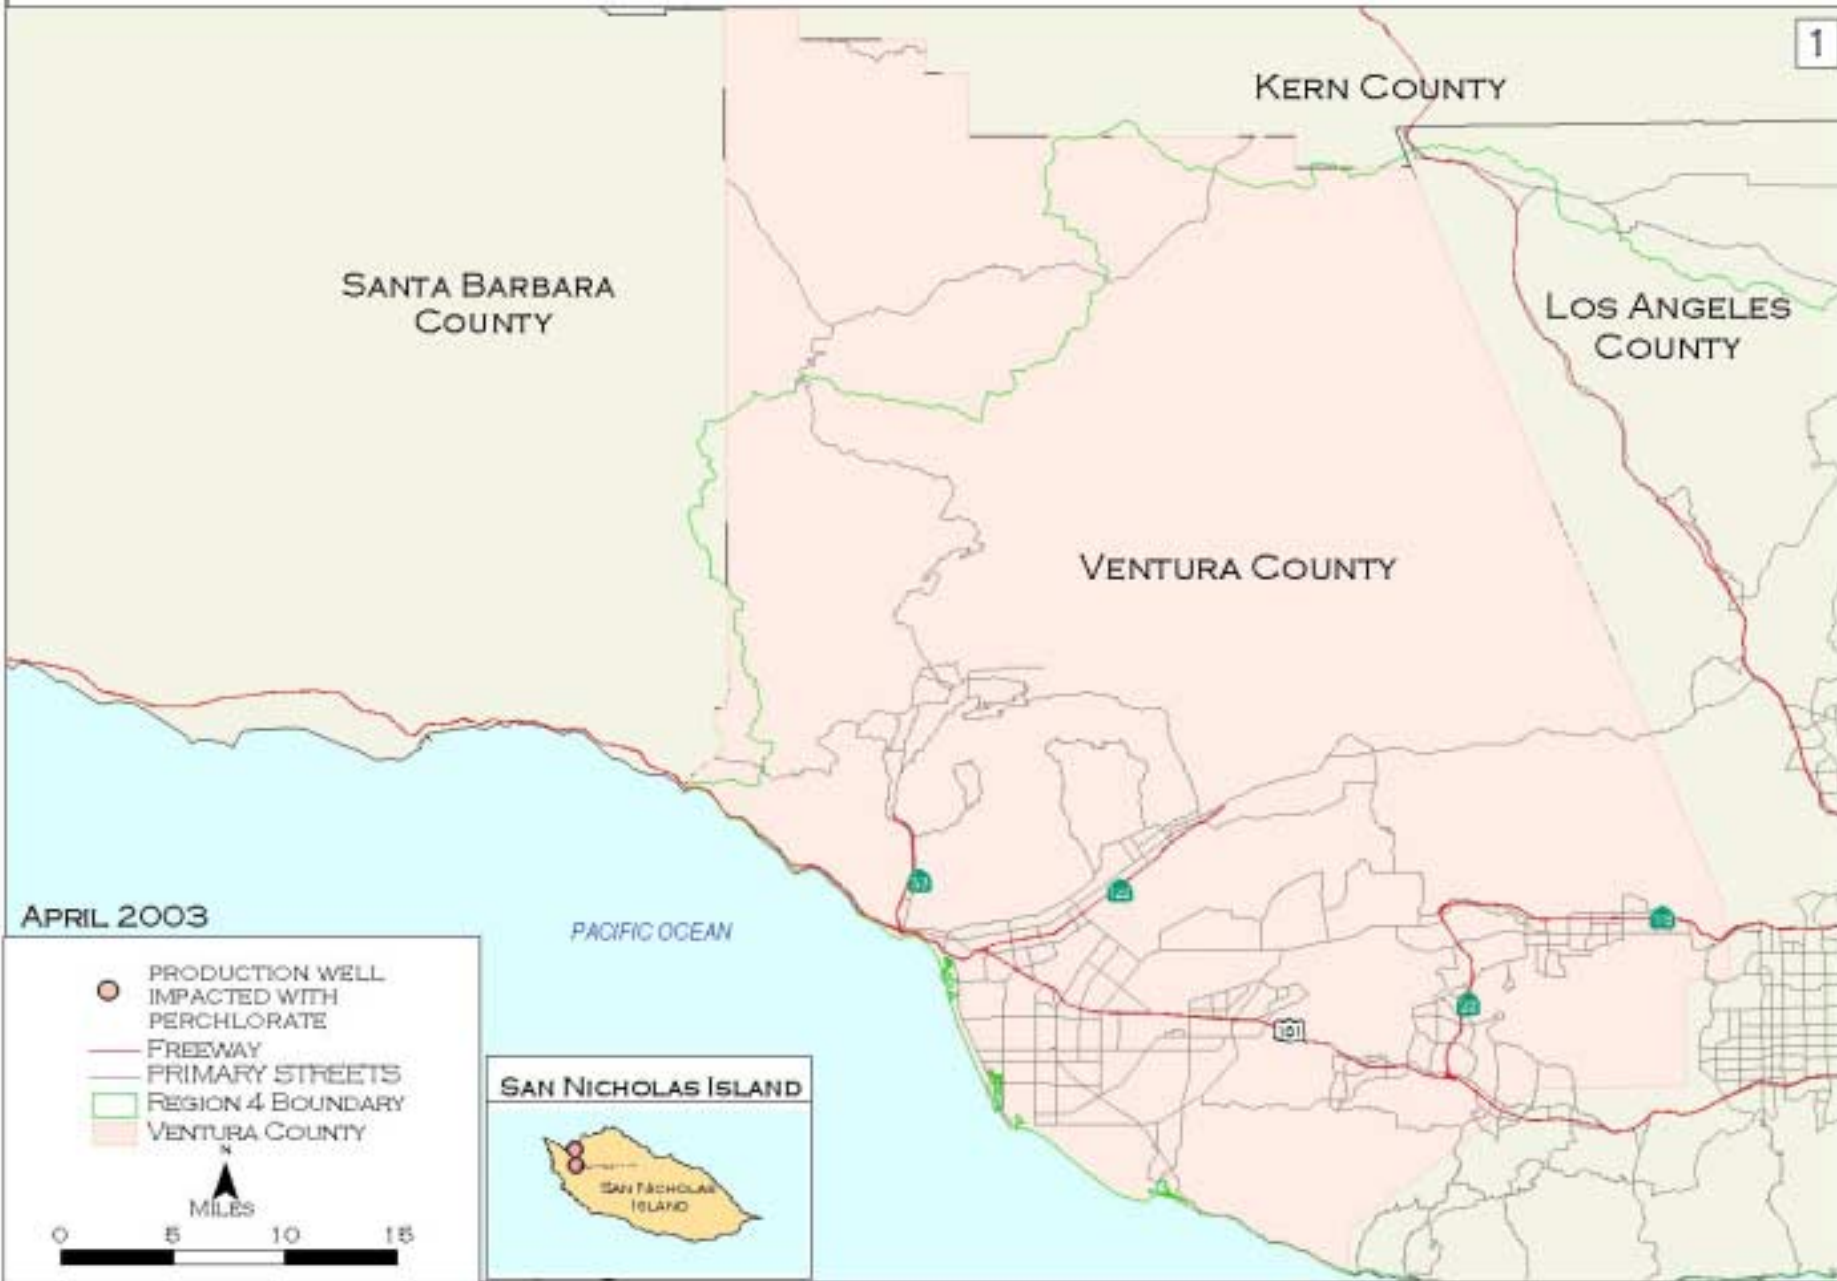 1
KERN COUNTY
SANTA BARBARA
COUNTY
LOS ANGELES
COUNTY
VENTURA COUNTY
APRIL 2003
PACIFIC OCEAN
101
PRODUCTION WELL
IMPACTED WITH
PERCHLORATE
FREEWAY
PRIMARY STREETS
REGION 4 BOUNDARY
VENTURA COUNTY
N
MILES
0 5 10 15
SAN NICHOLAS ISLAND
SAN NICHOLAS
ISLAND